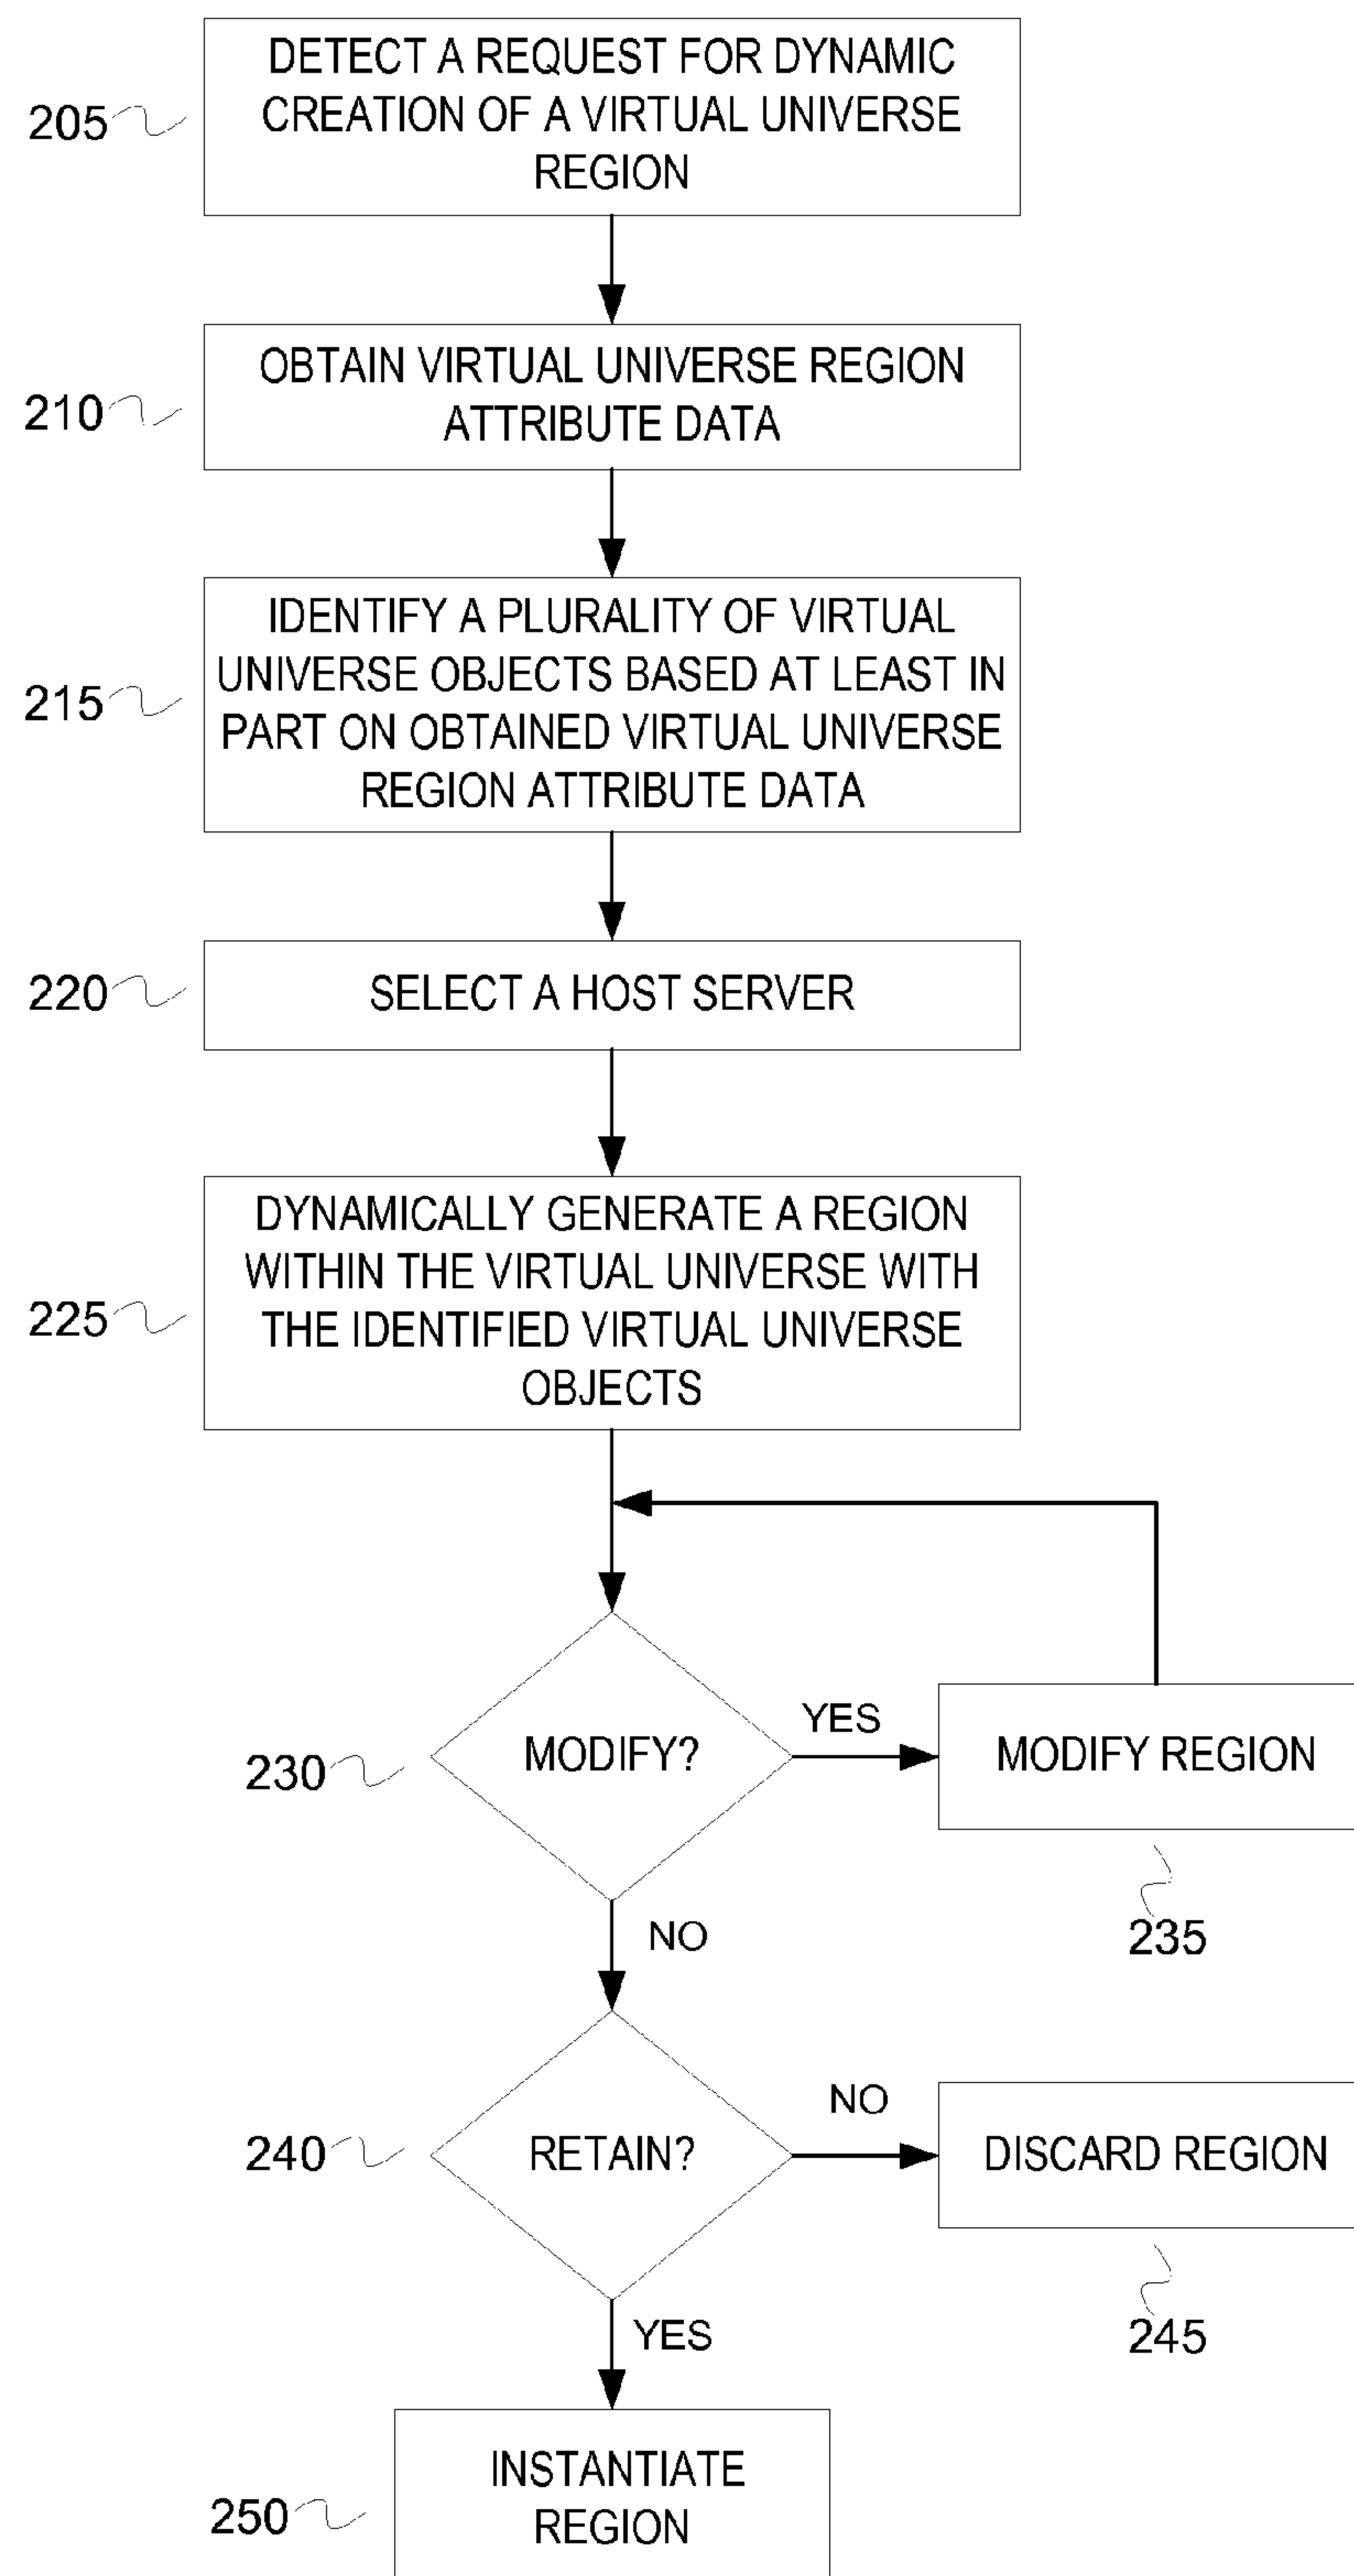 DETECT A REQUEST FOR DYNAMIC
CREATION OF A VIRTUAL UNIVERSE
REGION
205
OBTAIN VIRTUAL UNIVERSE REGION
ATTRIBUTE DATA
210
IDENTIFY A PLURALITY OF VIRTUAL
UNIVERSE OBJECTS BASED AT LEAST IN
PART ON OBTAINED VIRTUAL UNIVERSE
REGION ATTRIBUTE DATA
215
SELECT A HOST SERVER
220
DYNAMICALLY GENERATE A REGION
WITHIN THE VIRTUAL UNIVERSE WITH
THE IDENTIFIED VIRTUAL UNIVERSE
OBJECTS
225
MODIFY?
230
YES
MODIFY REGION
235
NO
RETAIN?
240
NO
DISCARD REGION
245
YES
INSTANTIATE
REGION
250